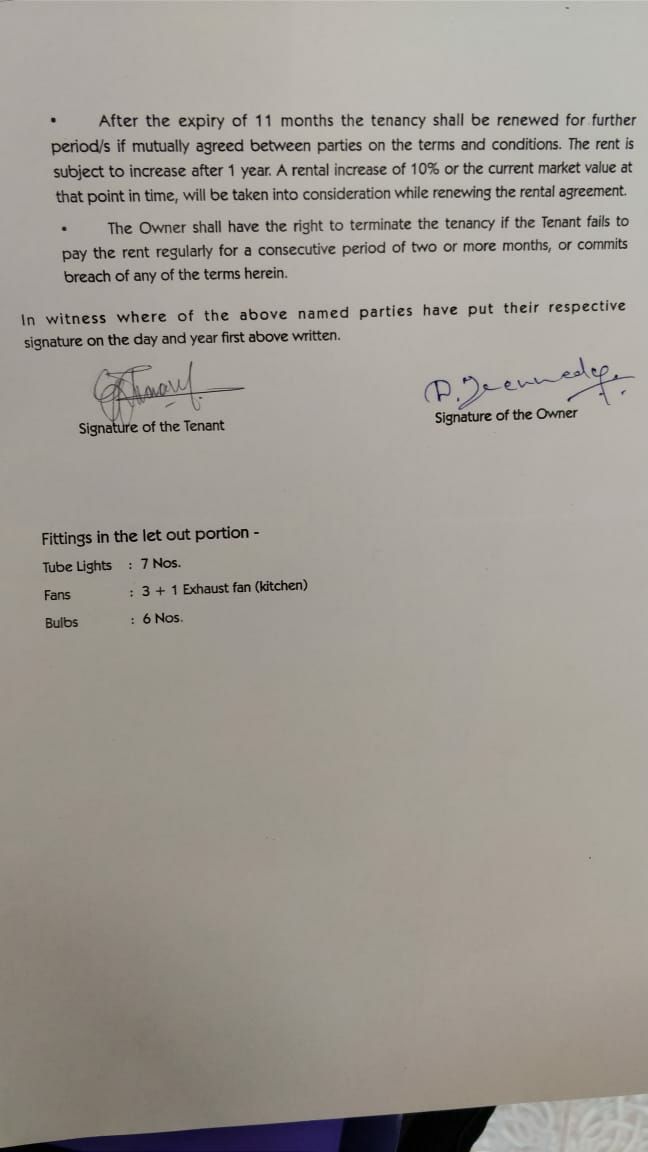 • After the expiry of 11 months the tenancy shall be renewed for further
period/s if mutually agreed between parties on the terms and conditions. The rent is
subject to increase after 1 year. A rental increase of 10% or the current market value at
that point in time, will be taken into consideration while renewing the rental agreement.
• The Owner shall have the right to terminate the tenancy if the Tenant fails to
pay the rent regularly for a consecutive period of two or more months, or commits
breach of any of the terms herein.
In witness where of the above named parties have put their respective
signature on the day and year first above written.
Signature of the Tenant
Signature of the Owner
Fittings in the let out portion -
Tube Lights : 7 Nos.
Fans : 3 + 1 Exhaust fan (kitchen)
Bulbs : 6 Nos.